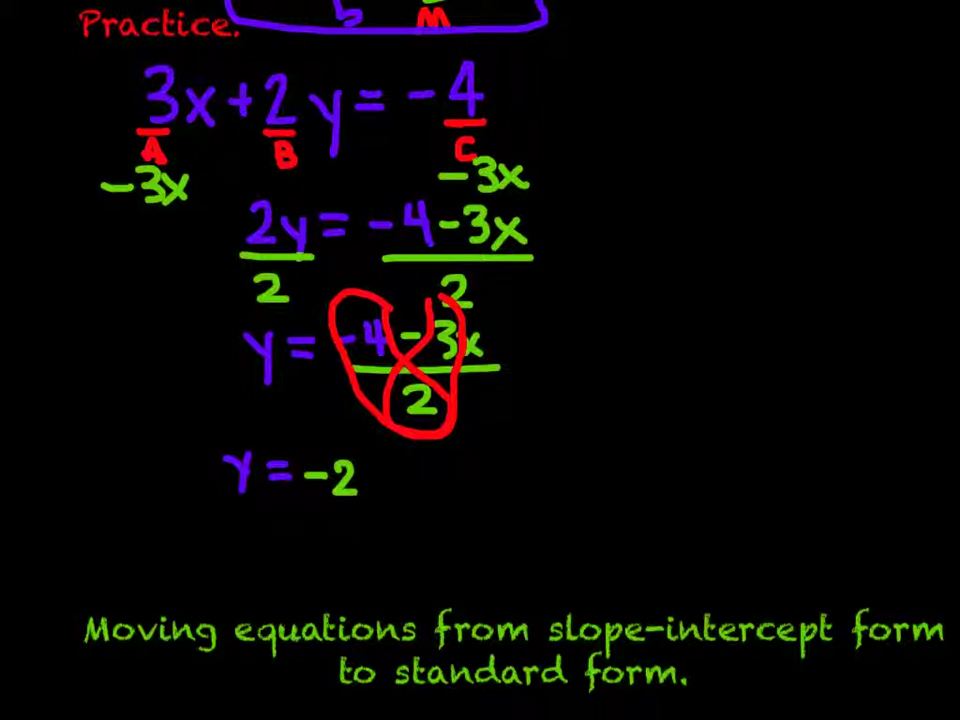 b M
Practice.
3x+2y=-4
A B C
-3x -3x
2y=-4-3x
2 2
y=-4-3x
2
y=-2
Moving equations from slope-intercept form
to standard form.